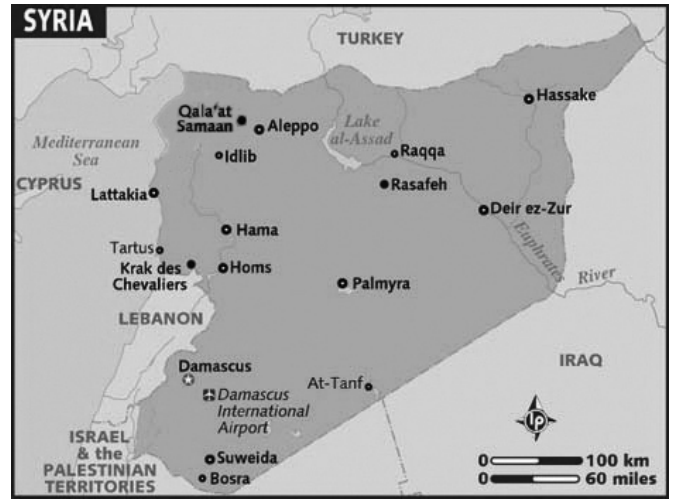 SYRIA
TURKEY
Hassake
Qala'at
Samaan
Aleppo
Lake
al-Assad
Mediterranean
Sea
Idlib
Raqqa
CYPRUS
Lattakia
Rasafeh
Deir ez-Zur
Hama
Tartus
Euphrates
River
Krak des
Chevaliers
Homs
Palmyra
LEBANON
Damascus
At-Tanf
IRAQ
Damascus
International
Airport
lp
ISRAEL
& the
PALESTINIAN
TERRITORIES
Suweida
Bosra
0 100 km
0 60 miles